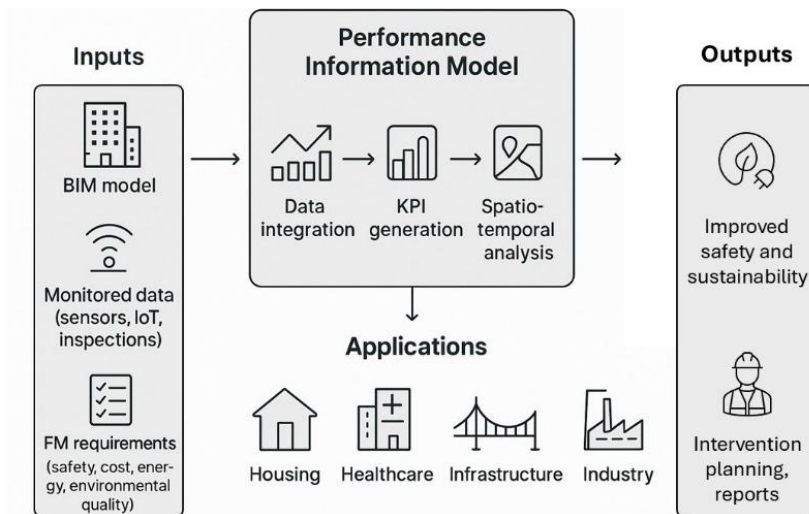 Inputs
BIM model
Monitored data
(sensors, IoT,
inspections)
FM requirements
(safety, cost, ener-
gy, environmental
quality)
Performance
Information Model
Data
integration
KPI
generation
Spatio-
temporal
analysis
Applications
Housing
Healthcare
Infrastructure
Industry
Outputs
Improved
safety and
sustainability
Intervention
planning,
reports